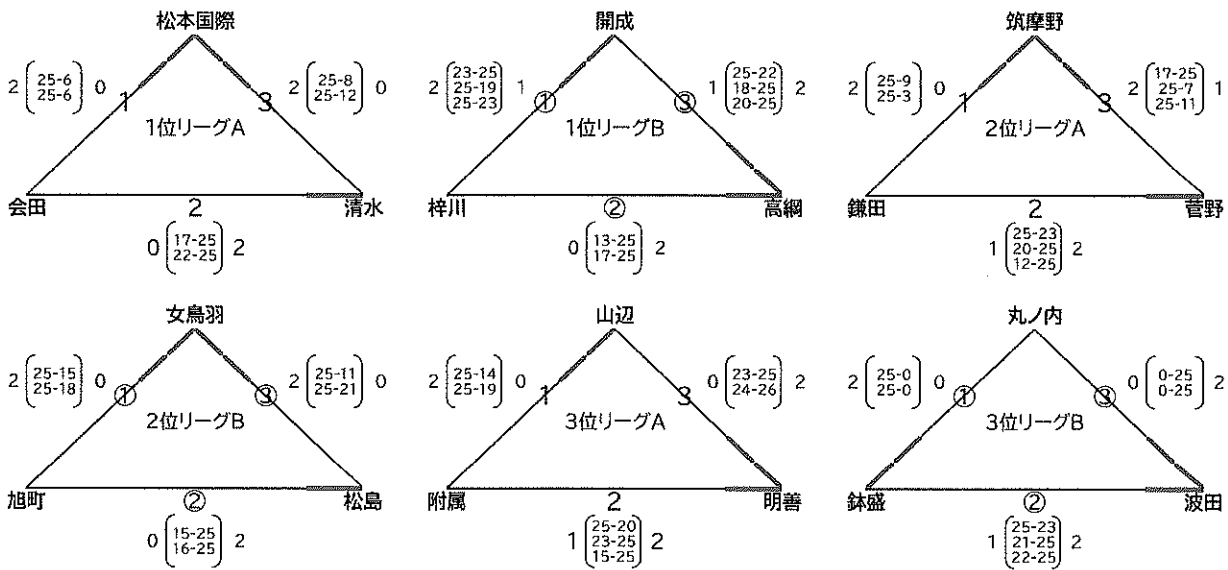 松本国際
2 25-6 25-6 0
2 25-8 25-12 0
1
3
1位リーグA
会田
2
清水
0 17-25 22-25 2
開成
2 23-25 25-19 25-23 1
1 25-22 18-25 20-25 2
①
③
1位リーグB
梓川
②
高綱
0 13-25 17-25 2
筑摩野
2 25-9 25-3 0
2 17-25 25-7 25-11 1
1
3
2位リーグA
鎌田
2
菅野
1 25-23 20-25 12-25 2
女鳥羽
2 25-15 25-18 0
2 25-11 25-21 0
①
③
2位リーグB
旭町
②
松島
0 15-25 16-25 2
山辺
2 25-14 25-19 0
0 23-25 24-26 2
1
3
3位リーグA
附属
2
明善
1 25-20 23-25 15-25 2
丸ノ内
2 25-0 25-0 0
0 0-25 0-25 2
①
③
3位リーグB
鉢盛
②
波田
1 25-23 21-25 22-25 2